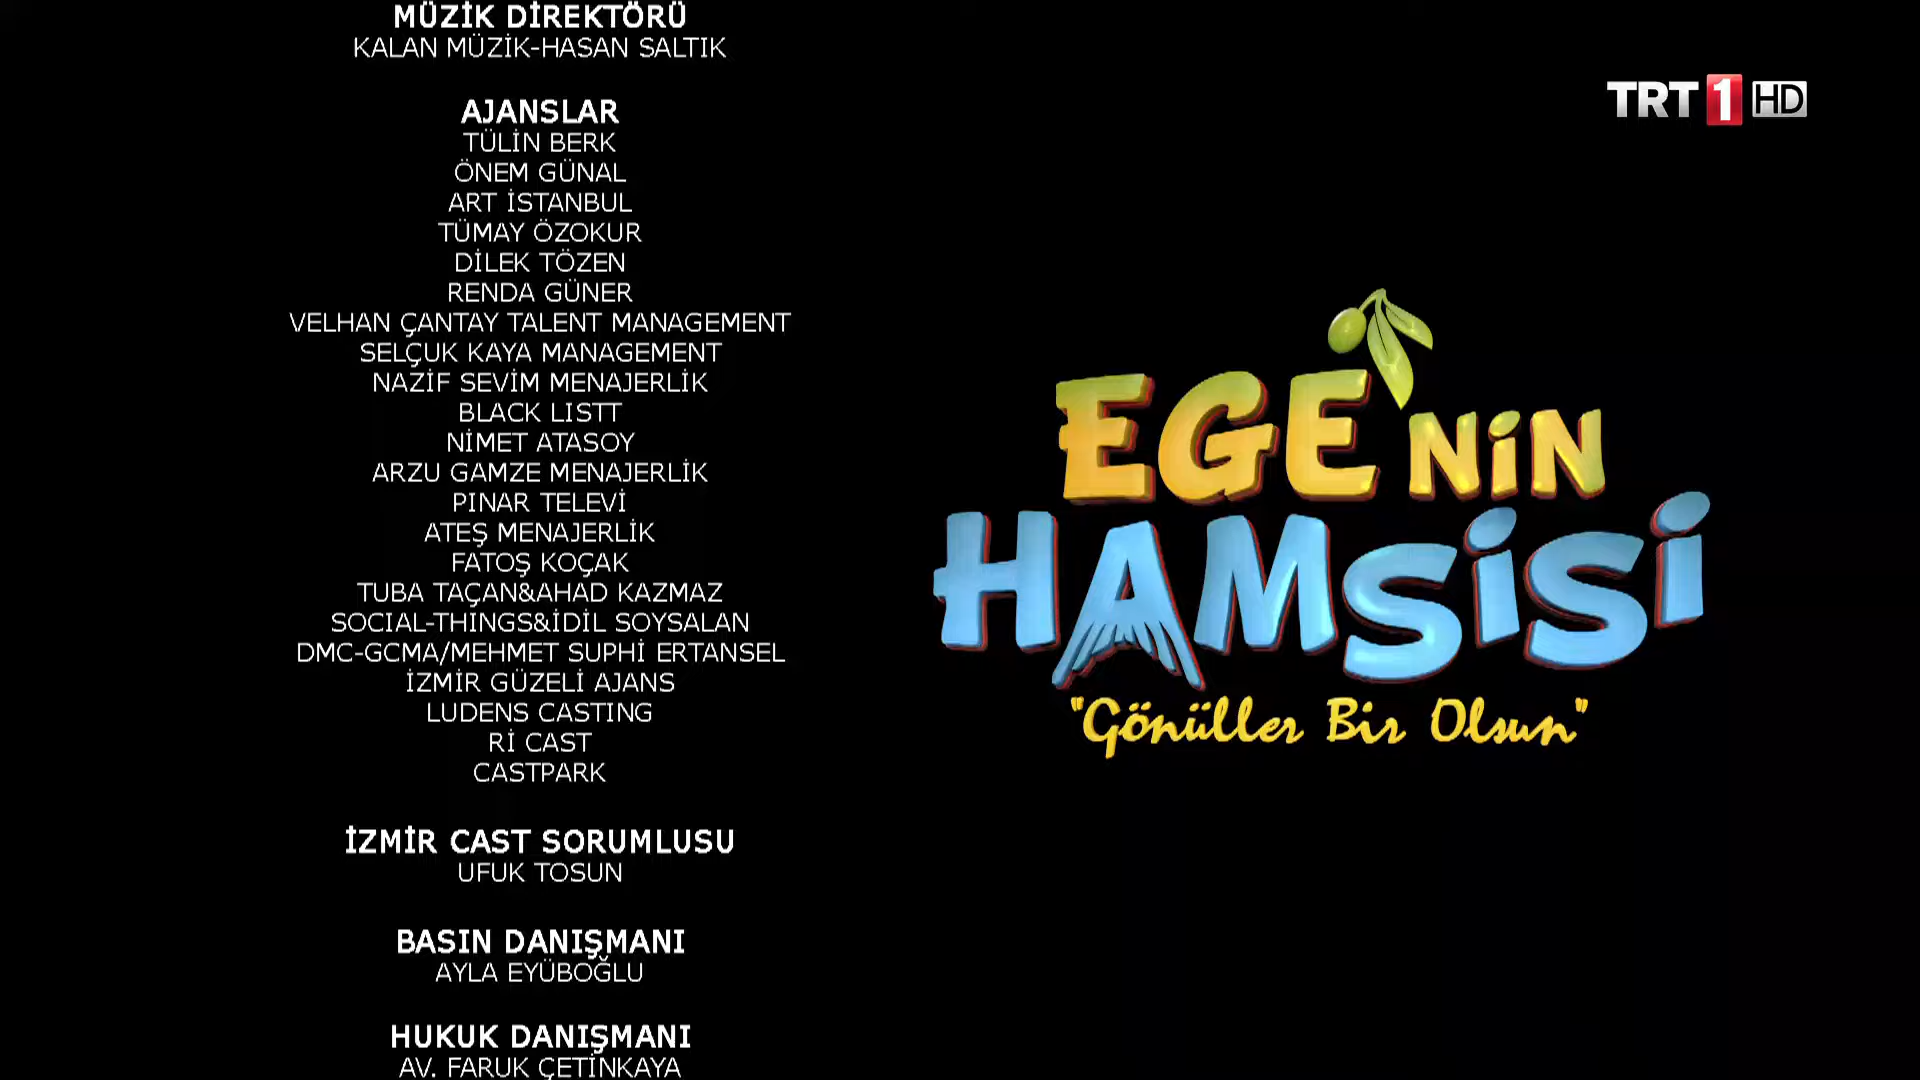 MÜZİK DİREKTÖRÜ
KALAN MÜZİK-HASAN SALTIK
AJANSLAR
TÜLİN BERK
ÖNEM GÜNAL
ART İSTANBUL
TÜMAY ÖZOKUR
DİLEK TÖZEN
RENDA GÜNER
VELHAN ÇANTAY TALENT MANAGEMENT
SELÇUK KAYA MANAGEMENT
NAZİF SEVİM MENAJERLİK
BLACK LISTT
NİMET ATASOY
ARZU GAMZE MENAJERLİK
PINAR TELEVİ
ATEŞ MENAJERLİK
FATOŞ KOÇAK
TUBA TAÇAN&AHAD KAZMAZ
SOCIAL-THINGS&İDİL SOYSALAN
DMC-GCMA/MEHMET SUPHİ ERTANSEL
İZMİR GÜZELİ AJANS
LUDENS CASTING
Rİ CAST
CASTPARK
İZMİR CAST SORUMLUSU
UFUK TOSUN
BASIN DANIŞMANI
AYLA EYÜBOĞLU
HUKUK DANIŞMANI
AV. FARUK ÇETİNKAYA
TRT 1 HD
EGE'NİN
HAMSİSİ
"Gönüller Bir Olsun"